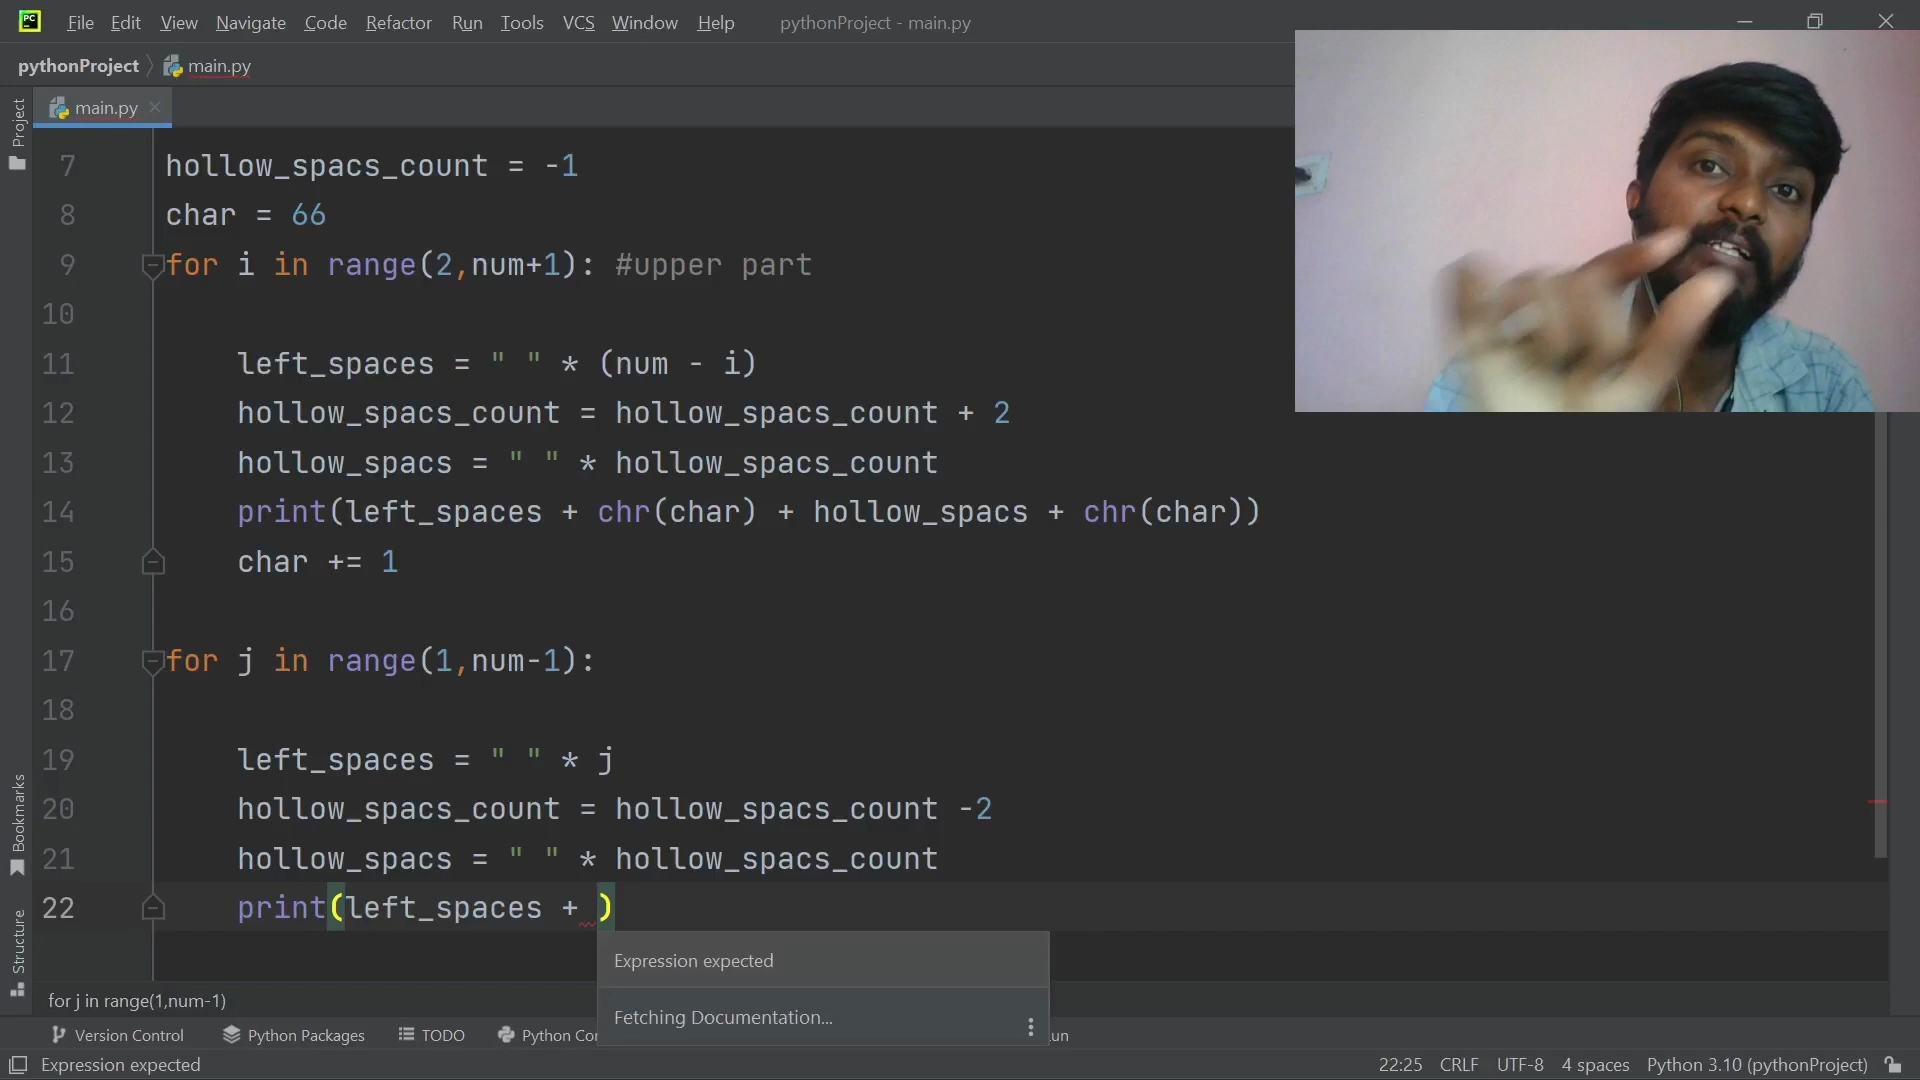 PC File Edit View Navigate Code Refactor Run Tools VCS Window Help pythonProject - main.py
pythonProject main.py
main.py
Project
7 hollow_spacs_count = -1
8 char = 66
9 for i in range(2,num+1): #upper part
10
11 left_spaces = " " * (num - i)
12 hollow_spacs_count = hollow_spacs_count + 2
13 hollow_spacs = " " * hollow_spacs_count
14 print(left_spaces + chr(char) + hollow_spacs + chr(char))
15 char += 1
16
17 for j in range(1,num-1):
18
19 left_spaces = " " * j
20 hollow_spacs_count = hollow_spacs_count -2
21 hollow_spacs = " " * hollow_spacs_count
22 print(left_spaces + )
Bookmarks
Structure
Expression expected
Fetching Documentation...
for j in range(1,num-1)
Version Control Python Packages TODO Python Con un
Expression expected 22:25 CRLF UTF-8 4 spaces Python 3.10 (pythonProject)